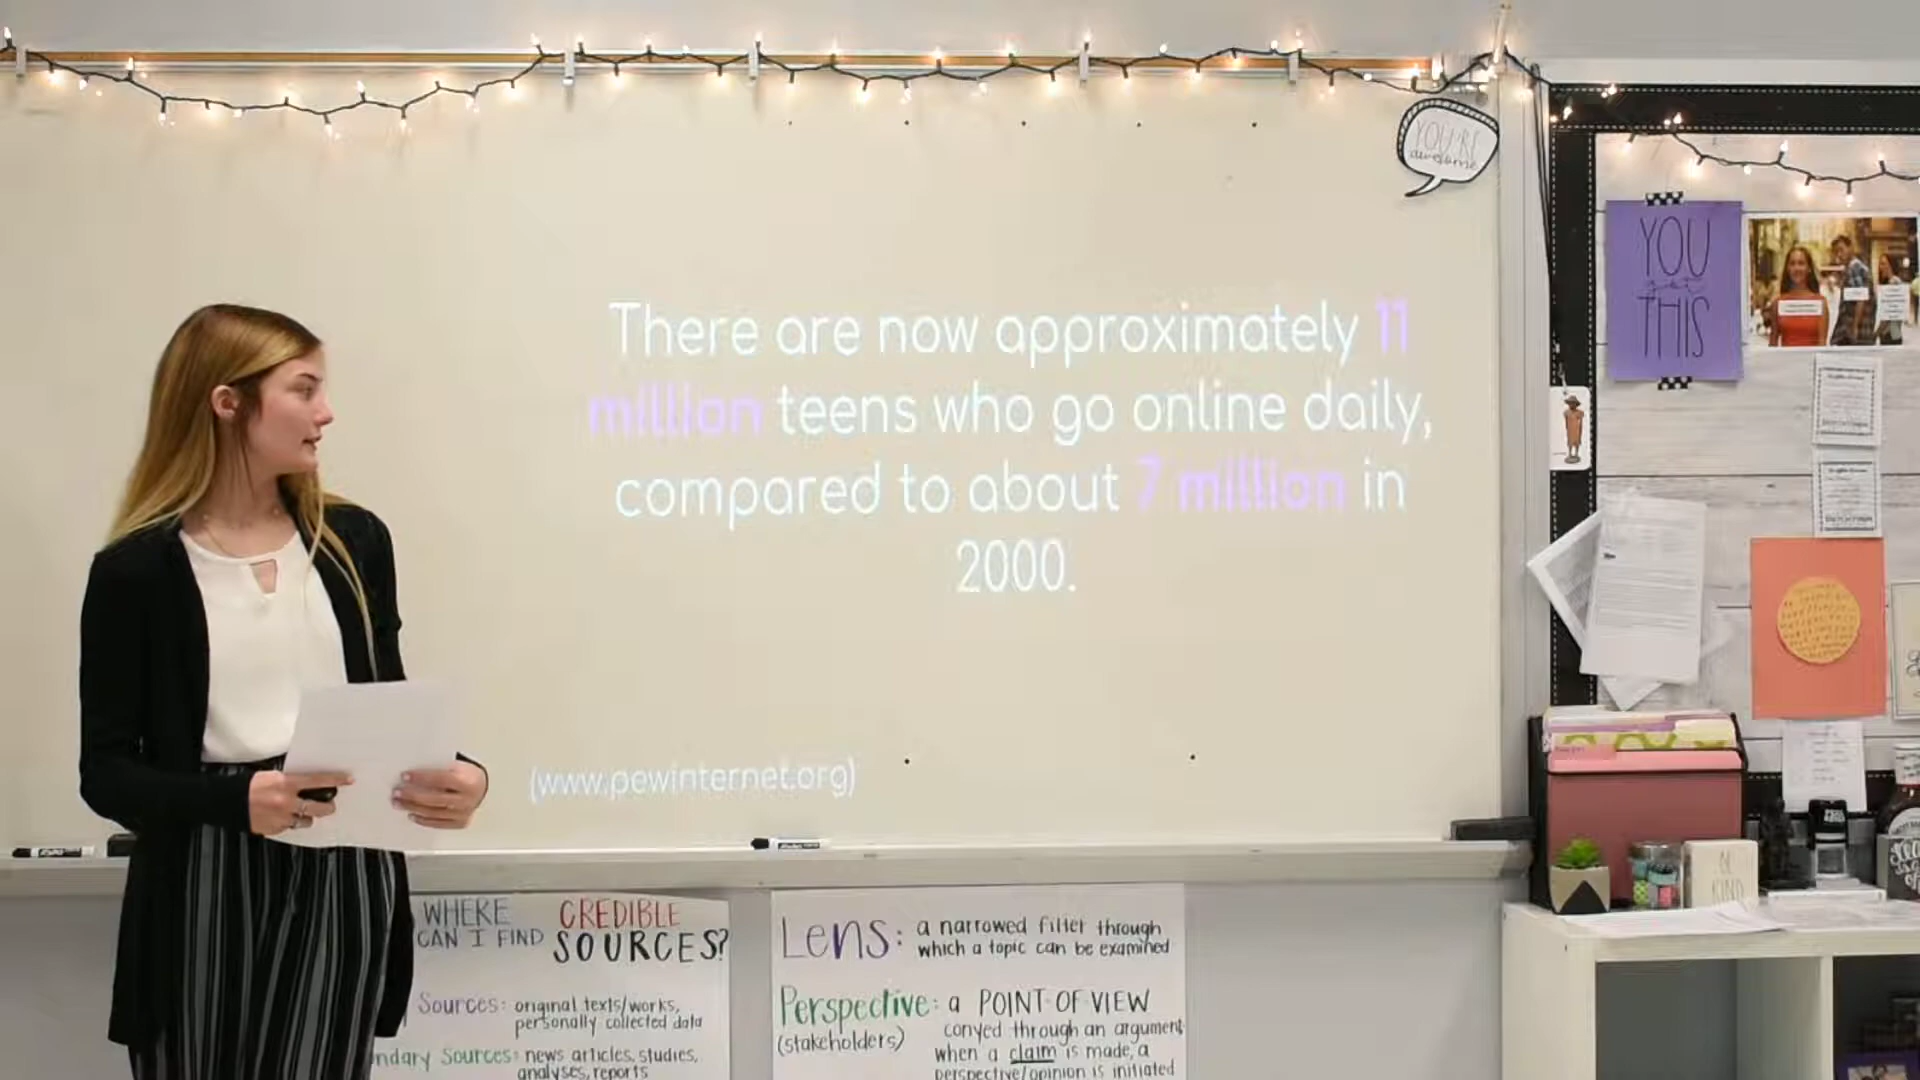 YOU'RE
awesome
There are now approximately 11
million teens who go online daily,
compared to about 7 million in
2000.
(www.pewinternet.org)
YOU
got
THIS
BE
KIND
WHERE
CAN I FIND
CREDIBLE
SOURCES?
Sources: original texts/works,
personally collected data
ndary Sources: news articles, studies,
analyses, reports
Lens: a narrowed filter through
which a topic can be examined
Perspective: a POINT OF VIEW
(stakeholders) conyed through an argument
when a claim is made, a
perspective/opinion is initiated